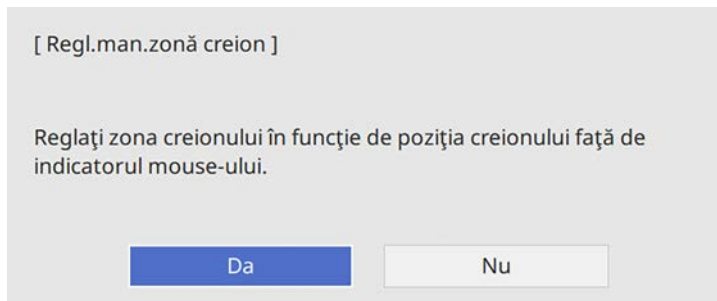 [ Regl.man.zonă creion ]
Reglaţi zona creionului în funcţie de poziţia creionului faţă de
indicatorul mouse-ului.
Da
Nu